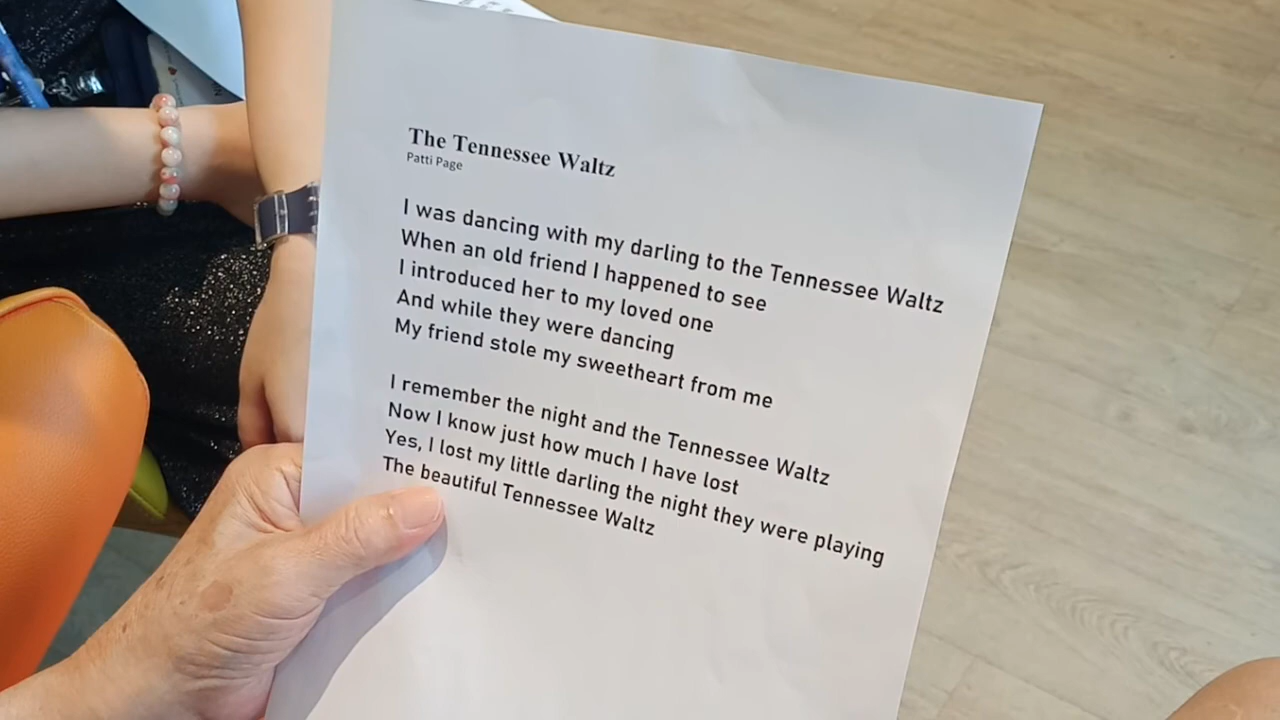 The Tennessee Waltz
Patti Page
I was dancing with my darling to the Tennessee Waltz
When an old friend I happened to see
I introduced her to my loved one
And while they were dancing
My friend stole my sweetheart from me
I remember the night and the Tennessee Waltz
Now I know just how much I have lost
Yes, I lost my little darling the night they were playing
The beautiful Tennessee Waltz